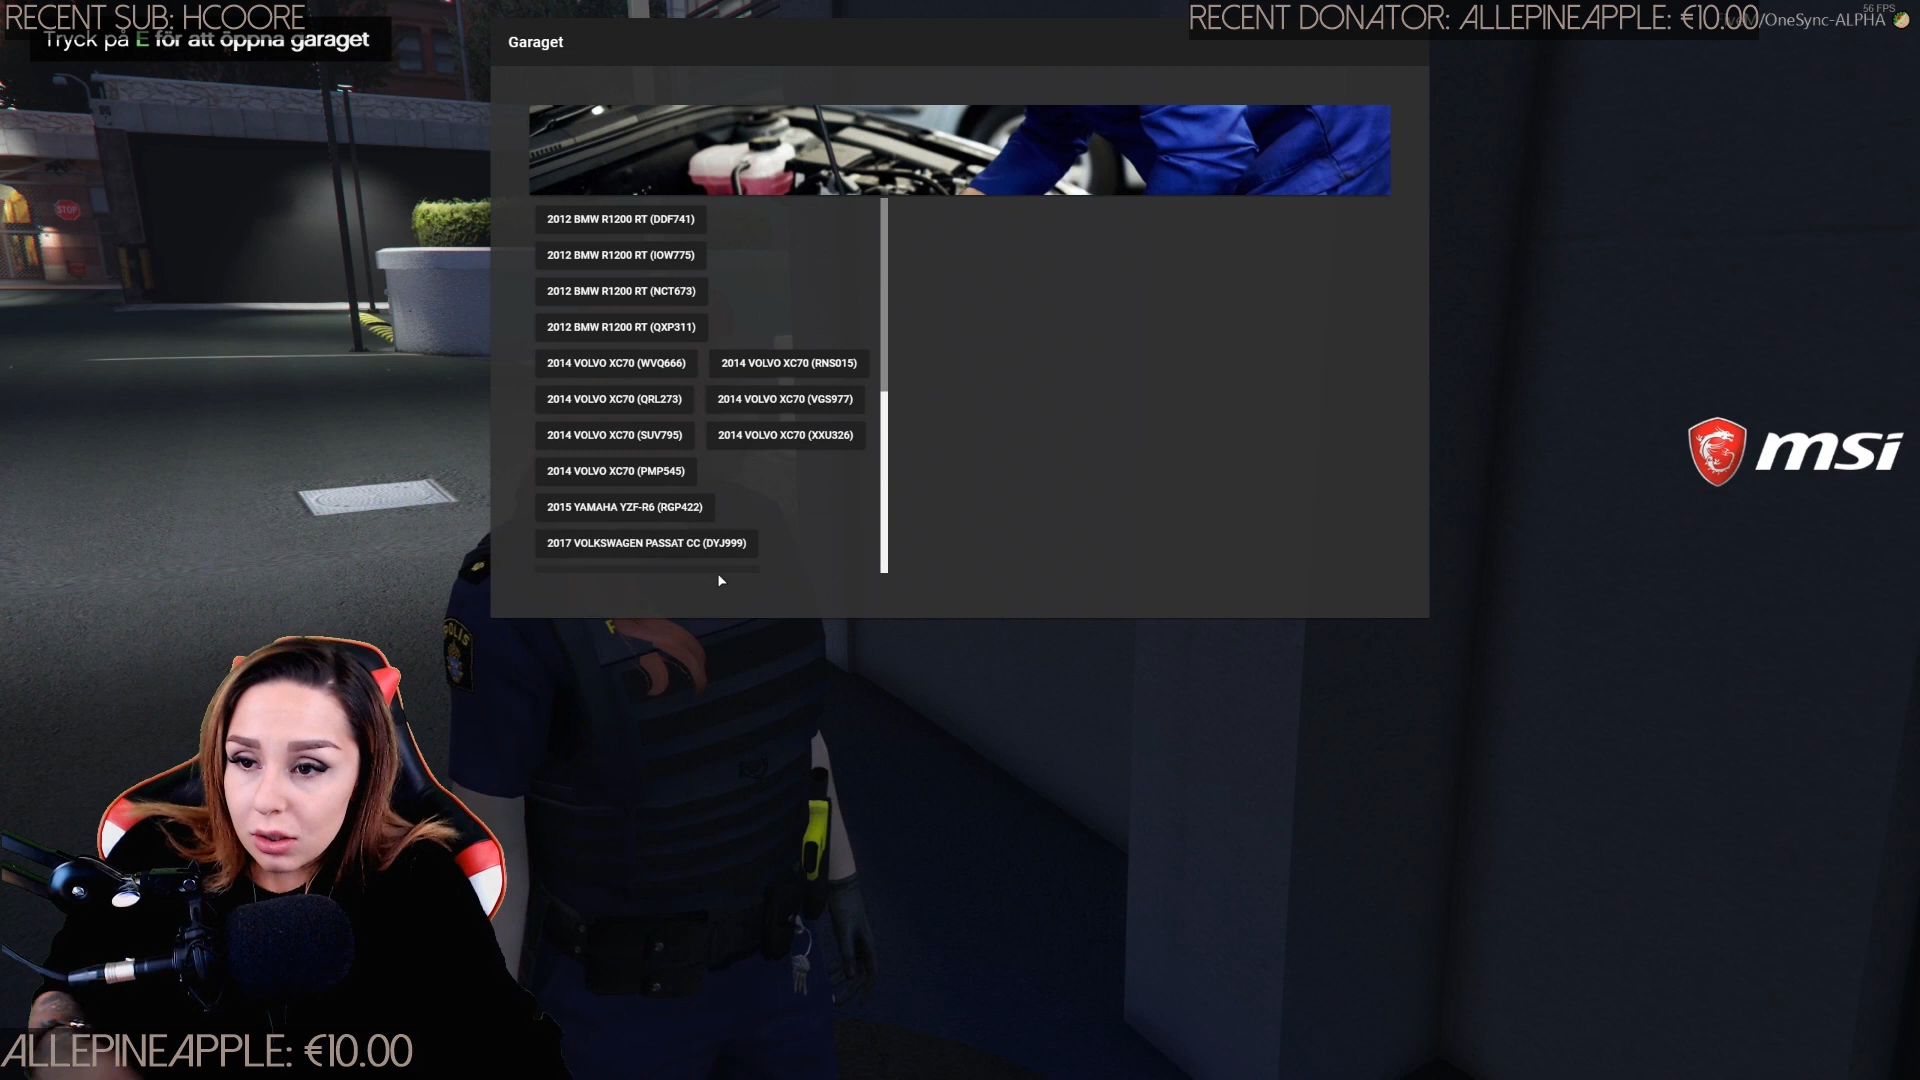 RECENT SUB: HCOORE
Tryck på E för att öppna garaget
Garaget
RECENT DONATOR: ALLEPINEAPPLE: €10.00
56 FPS
/OneSync-ALPHA
2012 BMW R1200 RT (DDF741)
2012 BMW R1200 RT (IOW775)
2012 BMW R1200 RT (NCT673)
2012 BMW R1200 RT (QXP311)
2014 VOLVO XC70 (WVQ666) 2014 VOLVO XC70 (RNS015)
2014 VOLVO XC70 (QRL273) 2014 VOLVO XC70 (VGS977)
2014 VOLVO XC70 (SUV795) 2014 VOLVO XC70 (XXU326)
2014 VOLVO XC70 (PMP545)
2015 YAMAHA YZF-R6 (RGP422)
2017 VOLKSWAGEN PASSAT CC (DYJ999)
STOP
msi
POLIS
ALLEPINEAPPLE: €10.00